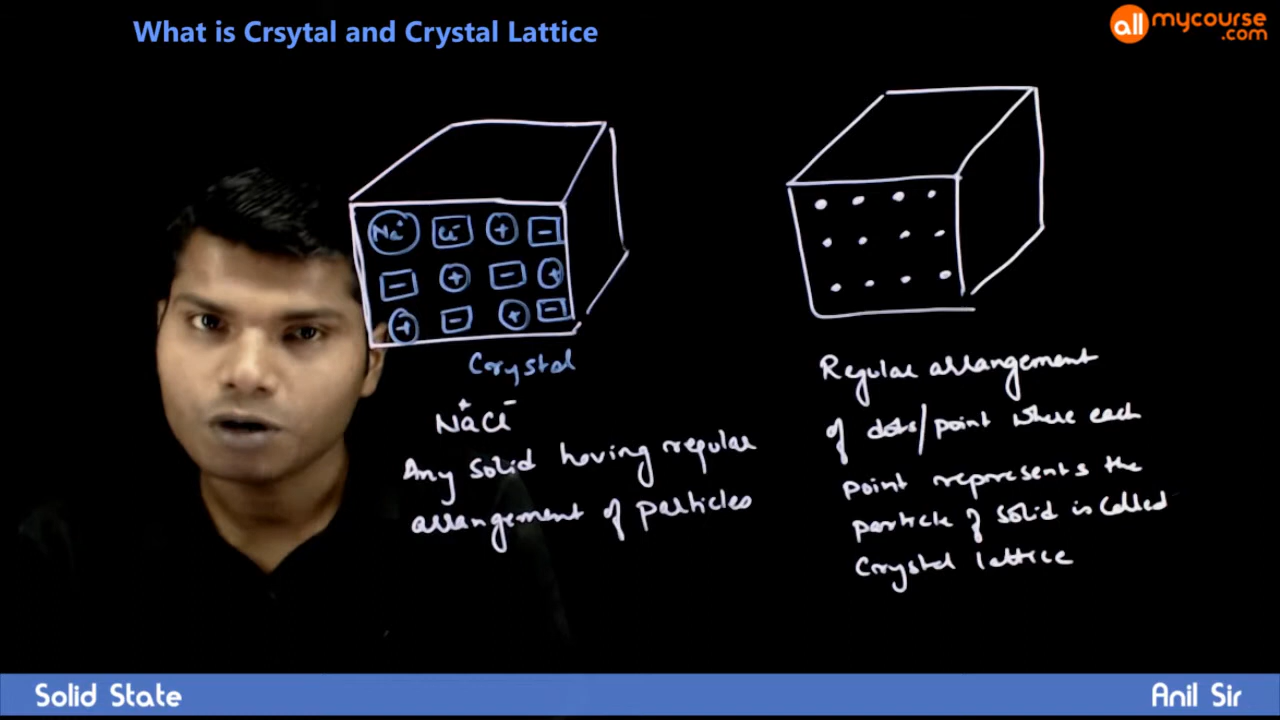 What is Crsytal and Crystal Lattice
all mycourse
.com
Na⁺ Cl⁻ + −
− + − +
+ − + −
Crystal
Na⁺Cl⁻
Any solid having regular
arrangement of particles
Regular arrangement
of dots/point where each
point represents the
particle of solid is called
Crystal lattice
Solid State
Anil Sir